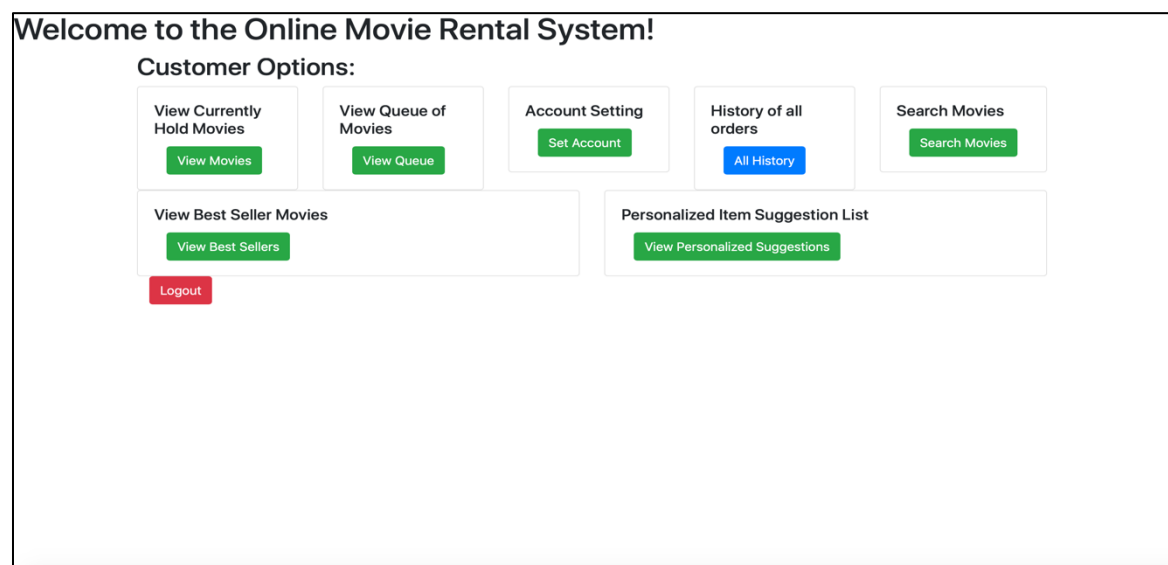 Welcome to the Online Movie Rental System!
Customer Options:
View Currently
Hold Movies
View Movies
View Queue of
Movies
View Queue
Account Setting
Set Account
History of all
orders
All History
Search Movies
Search Movies
View Best Seller Movies
View Best Sellers
Personalized Item Suggestion List
View Personalized Suggestions
Logout